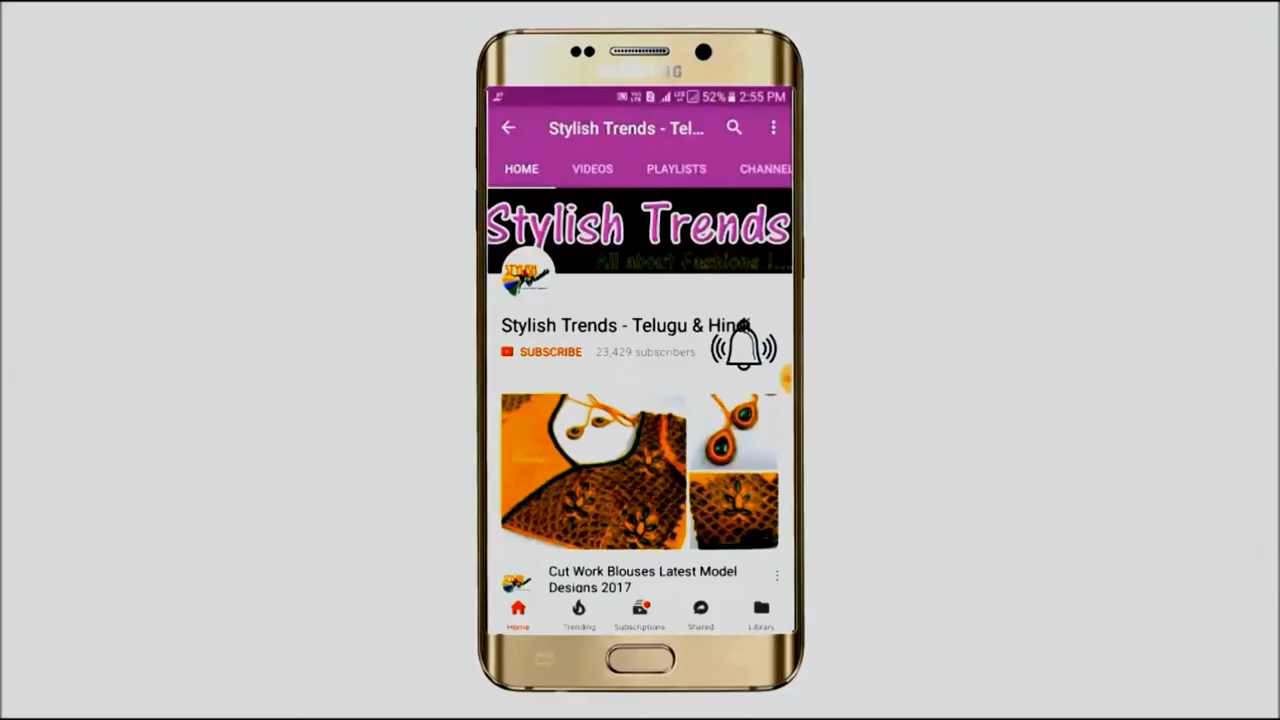 52% 2:55 PM
Stylish Trends - Tel...
HOME VIDEOS PLAYLISTS CHANNEL
Stylish Trends
All about Fashions !...
STYLISH
Stylish Trends - Telugu & Hindi
SUBSCRIBE 23,429 subscribers
Cut Work Blouses Latest Model
Designs 2017
Home Trending Subscriptions Shared Library